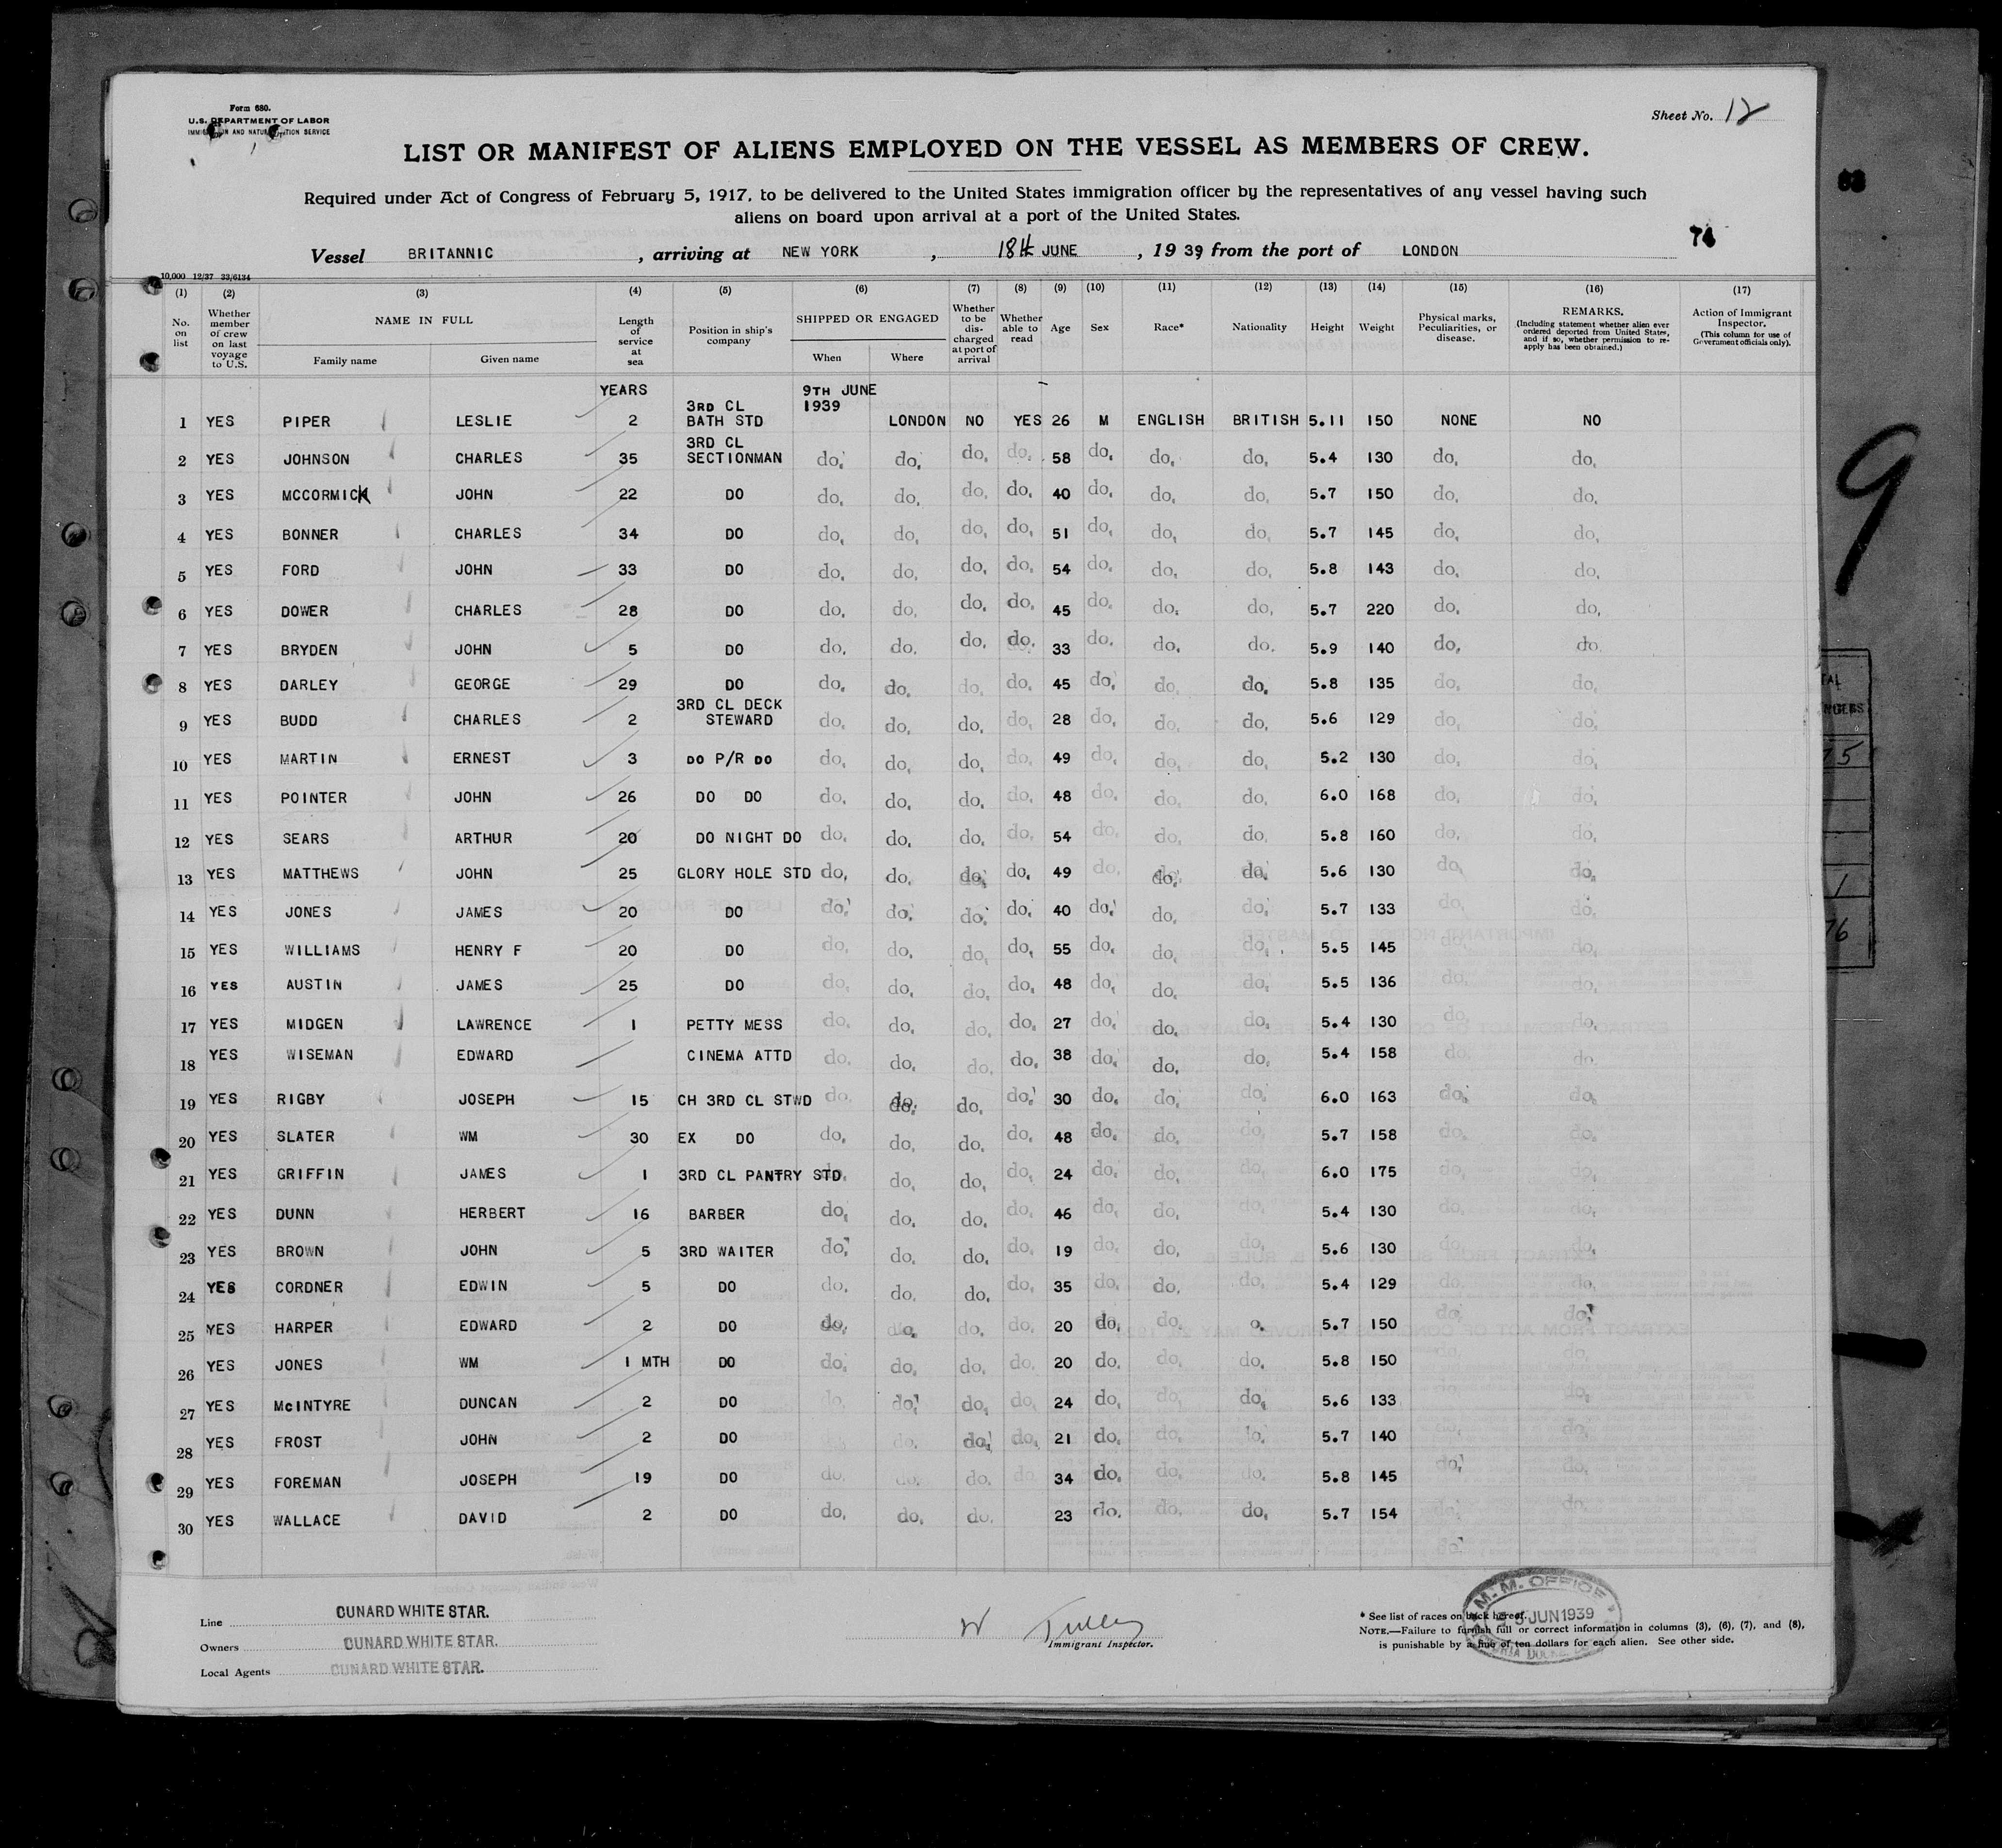 Form 680.
U.S. DEPARTMENT OF LABOR
IMMIGRATION AND NATURALIZATION SERVICE
Sheet No. 12
LIST OR MANIFEST OF ALIENS EMPLOYED ON THE VESSEL AS MEMBERS OF CREW.
Required under Act of Congress of February 5, 1917, to be delivered to the United States immigration officer by the representatives of any vessel having such
aliens on board upon arrival at a port of the United States.
74
Vessel BRITANNIC, arriving at NEW YORK, 18th JUNE, 1939 from the port of LONDON
10,000 12/37 33/6134
(1) (2) (3) (4) (5) (6) (7) (8) (9) (10) (11) (12) (13) (14) (15) (16) (17)
No. on list
Whether member of crew on last voyage to U.S.
NAME IN FULL
Family name Given name
Length of service at sea
Position in ship's company
SHIPPED OR ENGAGED
When Where
Whether to be discharged at port of arrival
Whether able to read
Age
Sex
Race*
Nationality
Height
Weight
Physical marks, Peculiarities, or disease.
REMARKS.
(Including statement whether alien ever ordered deported from United States, and if so, whether permission to reapply has been obtained.)
Action of Immigrant Inspector.
(This column for use of Government officials only).
YEARS 9TH JUNE
3RD CL 1939
1 YES PIPER LESLIE 2 BATH STD LONDON NO YES 26 M ENGLISH BRITISH 5.11 150 NONE NO
3RD CL
2 YES JOHNSON CHARLES 35 SECTIONMAN do. do. do. do. 58 do. do. do. 5.4 130 do. do.
3 YES MCCORMICK JOHN 22 DO do. do. do. do. 40 do. do. do. 5.7 150 do. do.
4 YES BONNER CHARLES 34 DO do. do. do. do. 51 do. do. do. 5.7 145 do. do.
5 YES FORD JOHN 33 DO do. do. do. do. 54 do. do. do. 5.8 143 do. do.
6 YES DOWER CHARLES 28 DO do. do. do. do. 45 do. do. do. 5.7 220 do. do.
7 YES BRYDEN JOHN 5 DO do. do. do. do. 33 do. do. do. 5.9 140 do. do.
8 YES DARLEY GEORGE 29 DO do. do. do. do. 45 do. do. do. 5.8 135 do. do.
3RD CL DECK
9 YES BUDD CHARLES 2 STEWARD do. do. do. do. 28 do. do. do. 5.6 129 do. do.
10 YES MARTIN ERNEST 3 DO P/R DO do. do. do. do. 49 do. do. do. 5.2 130 do. do.
11 YES POINTER JOHN 26 DO DO do. do. do. do. 48 do. do. do. 6.0 168 do. do.
12 YES SEARS ARTHUR 20 DO NIGHT DO do. do. do. do. 54 do. do. do. 5.8 160 do. do.
13 YES MATTHEWS JOHN 25 GLORY HOLE STD do. do. do. do. 49 do. do. do. 5.6 130 do. do.
14 YES JONES JAMES 20 DO do. do. do. do. 40 do. do. do. 5.7 133 do. do.
15 YES WILLIAMS HENRY F 20 DO do. do. do. do. 55 do. do. do. 5.5 145 do. do.
16 YES AUSTIN JAMES 25 DO do. do. do. do. 48 do. do. do. 5.5 136 do. do.
17 YES MIDGEN LAWRENCE 1 PETTY MESS do. do. do. do. 27 do. do. do. 5.4 130 do. do.
18 YES WISEMAN EDWARD CINEMA ATTD do. do. do. do. 38 do. do. do. 5.4 158 do. do.
19 YES RIGBY JOSEPH 15 CH 3RD CL STWD do. do. do. do. 30 do. do. do. 6.0 163 do. do.
20 YES SLATER WM 30 EX DO do. do. do. do. 48 do. do. do. 5.7 158 do. do.
21 YES GRIFFIN JAMES 1 3RD CL PANTRY STD do. do. do. do. 24 do. do. do. 6.0 175 do. do.
22 YES DUNN HERBERT 16 BARBER do. do. do. do. 46 do. do. do. 5.4 130 do. do.
23 YES BROWN JOHN 5 3RD WAITER do. do. do. do. 19 do. do. do. 5.6 130 do. do.
24 YES CORDNER EDWIN 5 DO do. do. do. do. 35 do. do. do. 5.4 129 do. do.
25 YES HARPER EDWARD 2 DO do. do. do. do. 20 do. do. o. 5.7 150 do. do.
26 YES JONES WM 1 MTH DO do. do. do. do. 20 do. do. do. 5.8 150 do. do.
27 YES McINTYRE DUNCAN 2 DO do. do. do. do. 24 do. do. do. 5.6 133 do. do.
28 YES FROST JOHN 2 DO do. do. do. 21 do. do. do. 5.7 140 do. do.
29 YES FOREMAN JOSEPH 19 DO do. do. do. do. 34 do. do. do. 5.8 145 do. do.
30 YES WALLACE DAVID 2 DO do. do. do. 23 do. do. do. 5.7 154 do. do.
9
Line CUNARD WHITE STAR.
Owners CUNARD WHITE STAR.
Local Agents CUNARD WHITE STAR.
W Tulley
Immigrant Inspector.
* See list of races on back hereof.
NOTE.—Failure to furnish full or correct information in columns (3), (6), (7), and (8),
is punishable by a fine of ten dollars for each alien. See other side.
M.M. OFFICE
JUN 1939